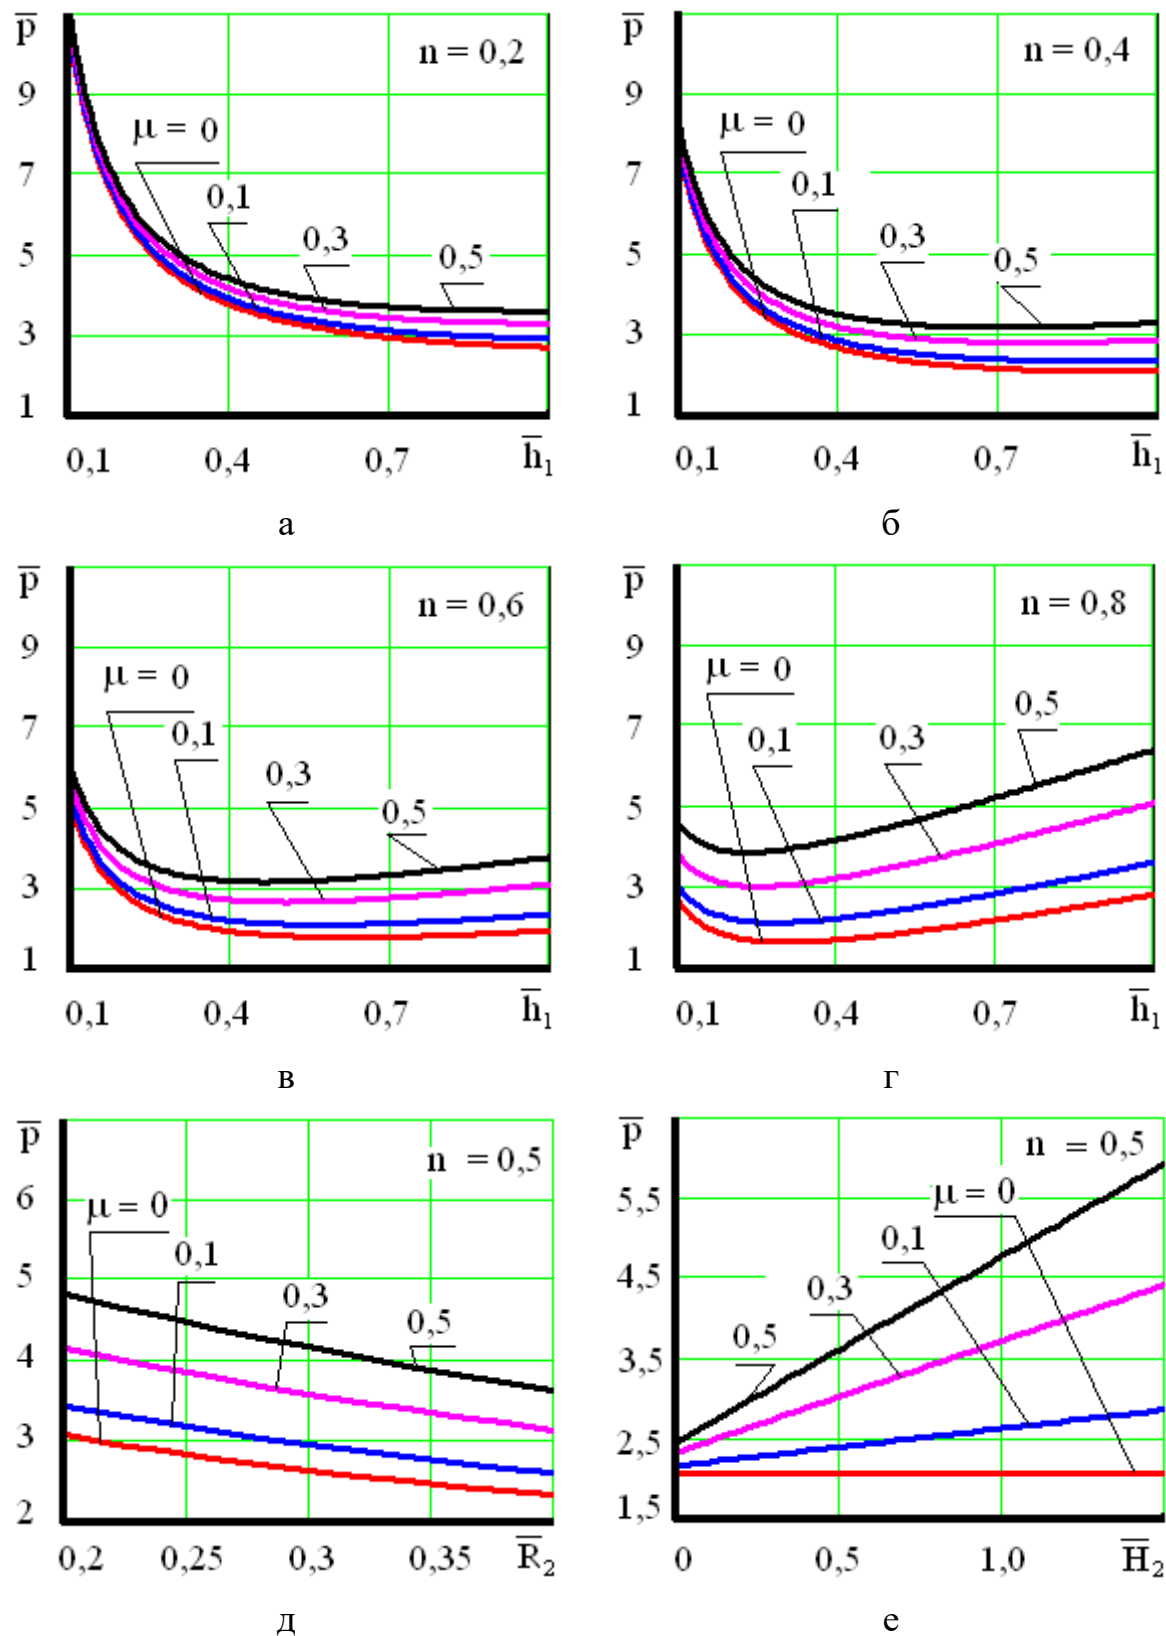 p̅ n = 0,2
9
μ = 0
7
0,1
0,3
5 0,5
3
1
0,1 0,4 0,7 h̅₁
а
p̅ n = 0,4
9
μ = 0
7
0,1
0,3
5 0,5
3
1
0,1 0,4 0,7 h̅₁
б
p̅ n = 0,6
9
μ = 0
7
0,1
0,3
5 0,5
3
1
0,1 0,4 0,7 h̅₁
в
p̅ n = 0,8
9
μ = 0
7 0,5
0,1 0,3
5
3
1
0,1 0,4 0,7 h̅₁
г
p̅ n = 0,5
6 μ = 0
0,1
5
0,3
0,5
4
3
2
0,2 0,25 0,3 0,35 R̅₂
д
p̅ n = 0,5
5,5 μ = 0
0,1
4,5 0,3
0,5
3,5
2,5
1,5
0 0,5 1,0 H̅₂
е